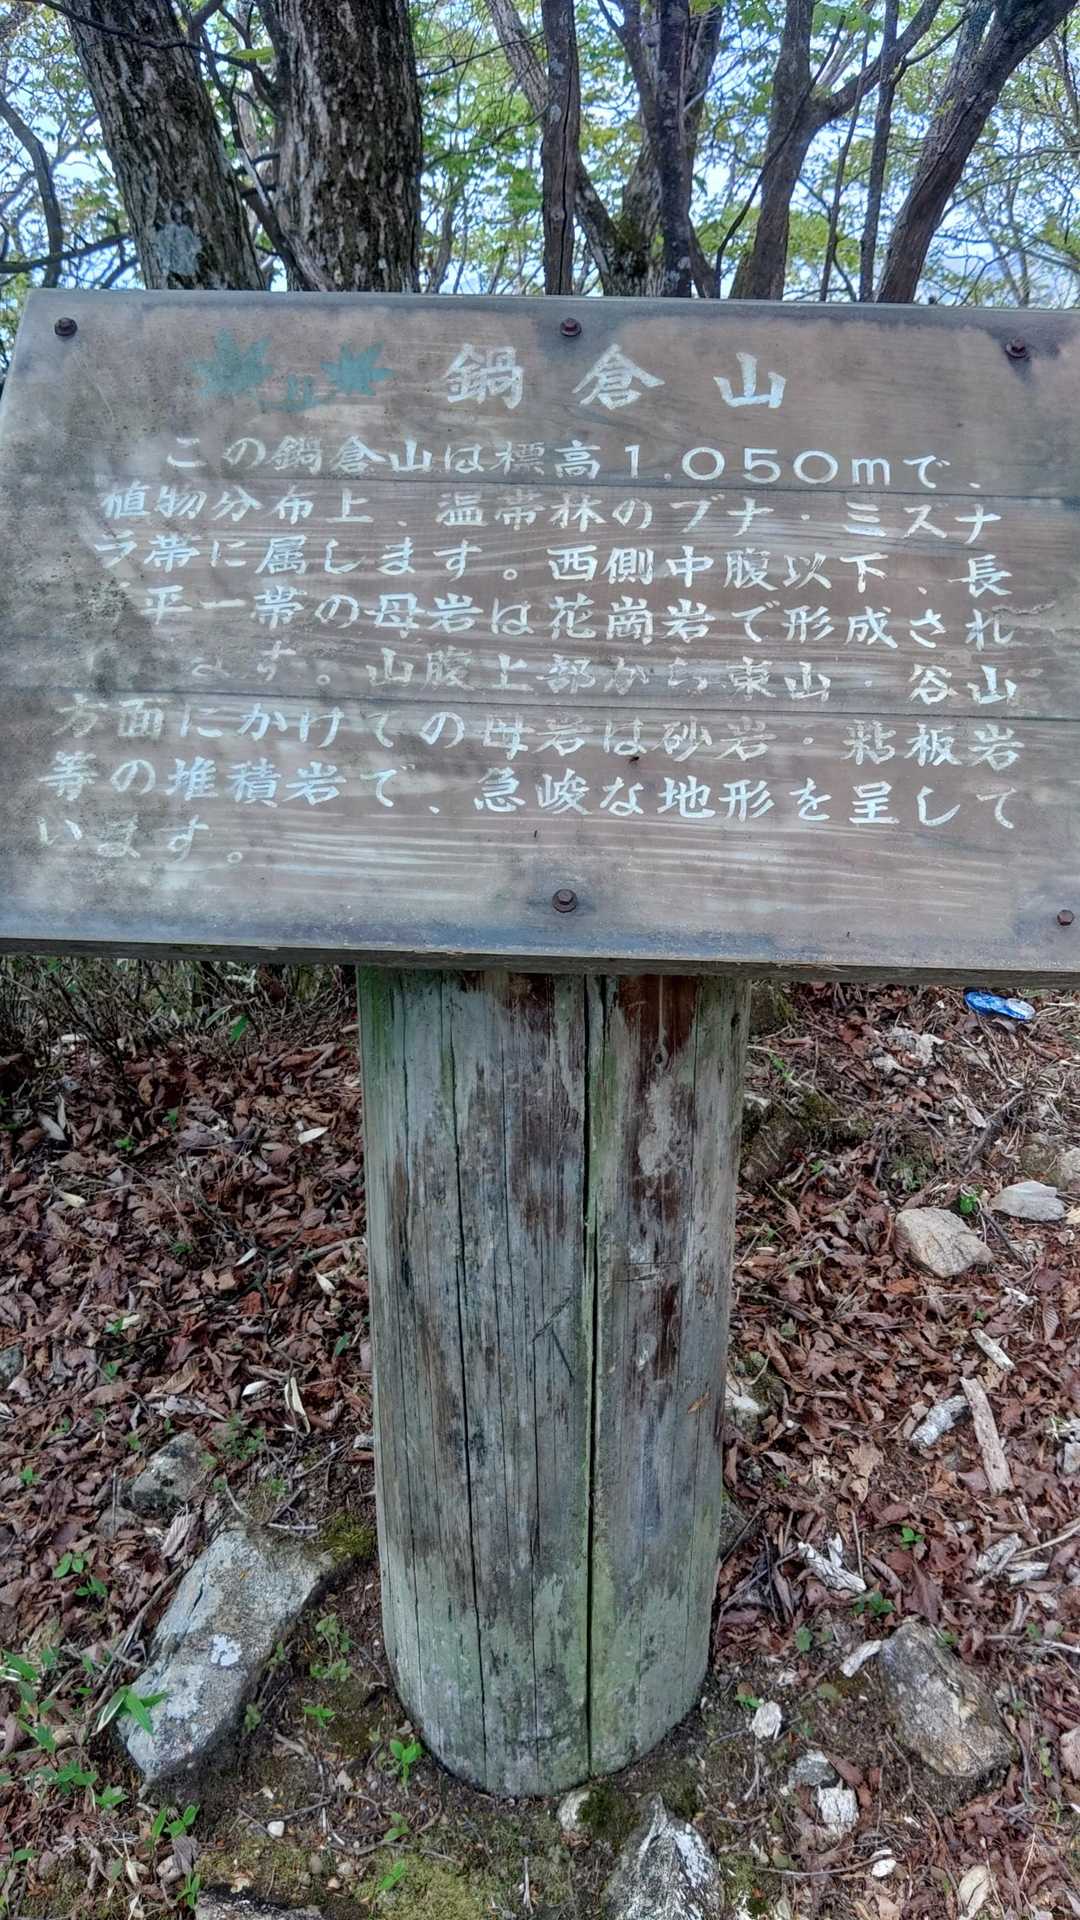 鍋倉山
この鍋倉山は標高1.050mで、
植物分布上、温帯林のブナ・ミズナ
ラ帯に属します。西側中腹以下、長
平一帯の母岩は花崗岩で形成され
ます。山腹上部から東山・谷山
方面にかけての母岩は砂岩・粘板岩
等の堆積岩で、急峻な地形を呈して
います。